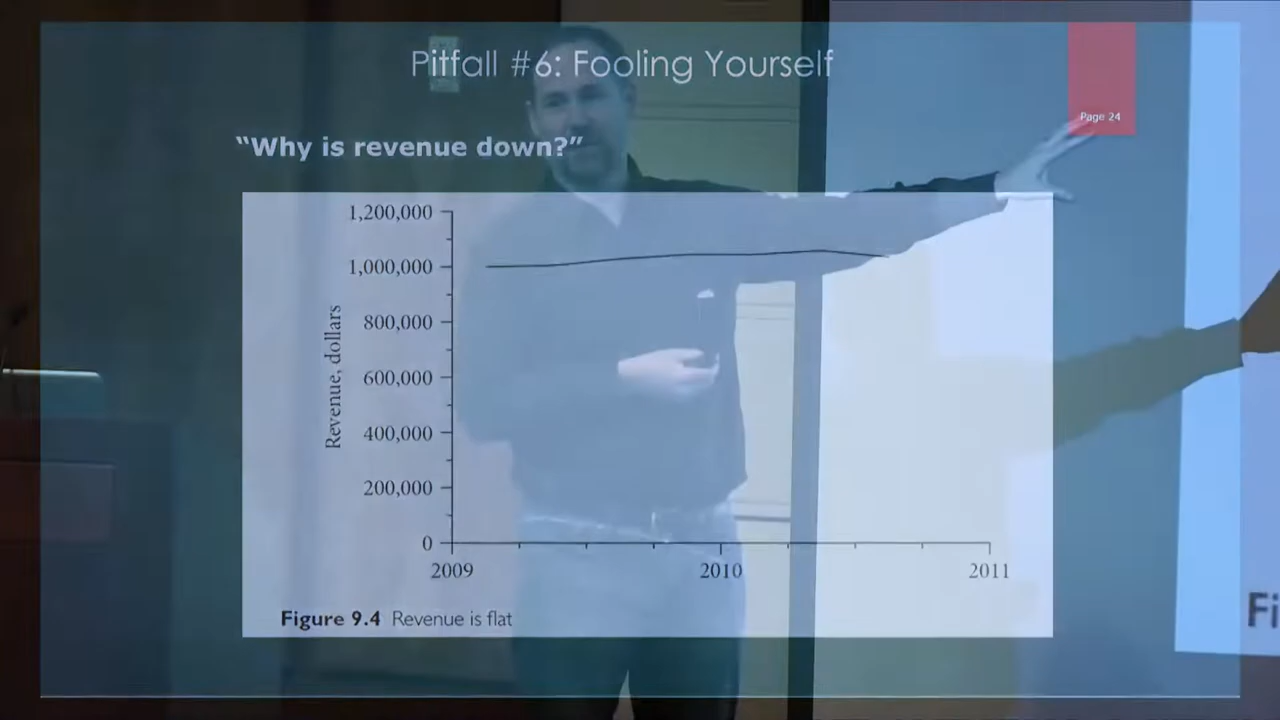 Pitfall #6: Fooling Yourself
Page 24
“Why is revenue down?”
1,200,000
1,000,000
800,000
600,000
400,000
200,000
0
Revenue, dollars
2009
2010
2011
Figure 9.4 Revenue is flat
Fi